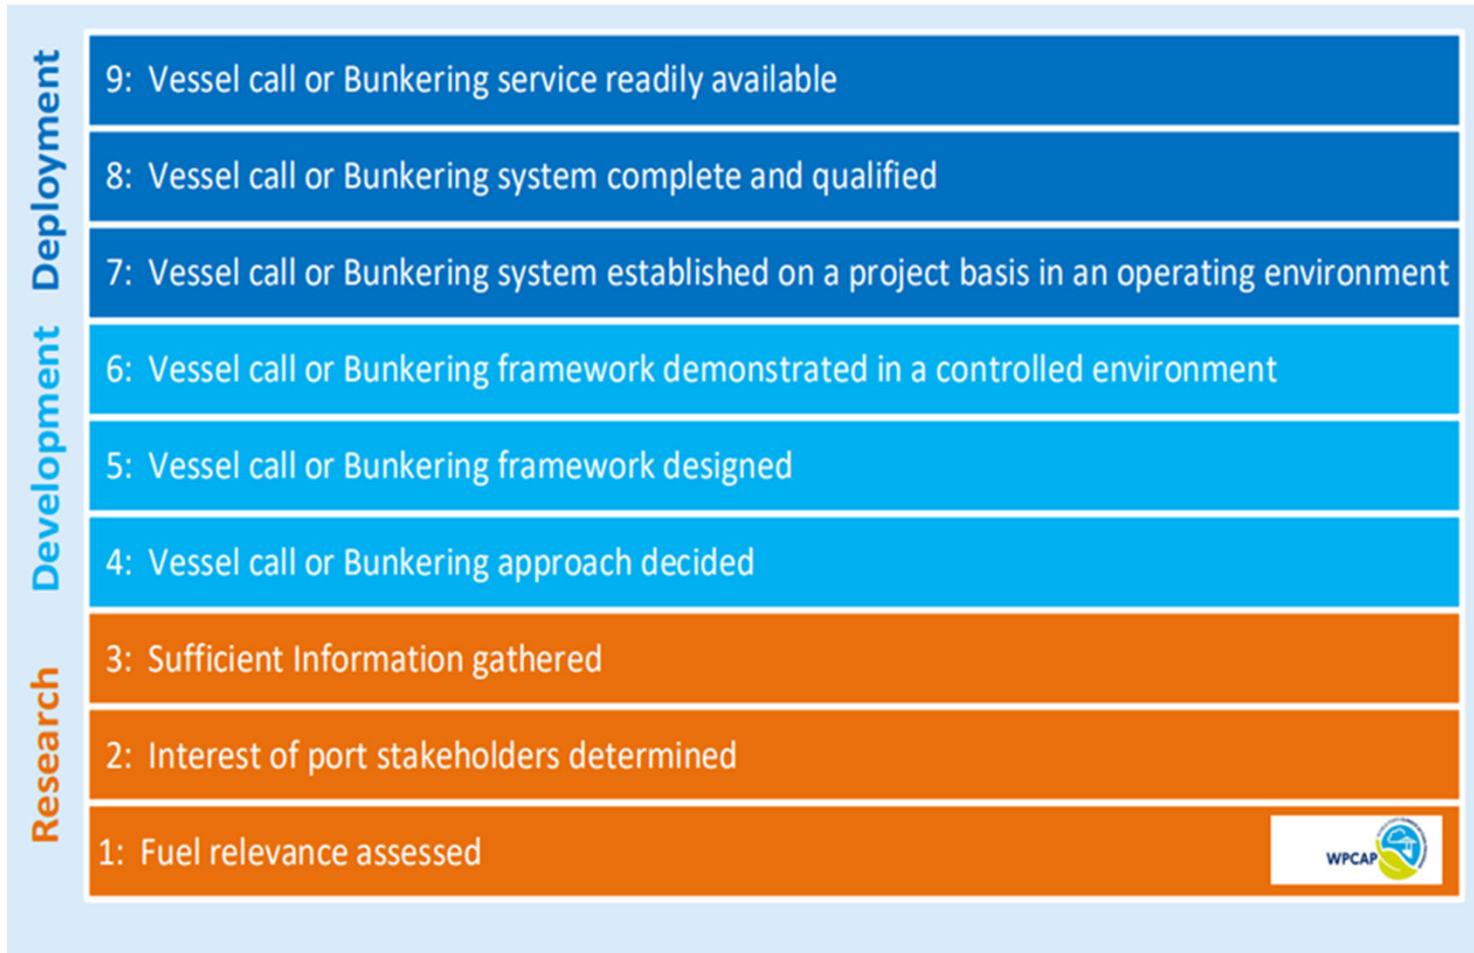 Deployment
9: Vessel call or Bunkering service readily available
8: Vessel call or Bunkering system complete and qualified
7: Vessel call or Bunkering system established on a project basis in an operating environment
Development
6: Vessel call or Bunkering framework demonstrated in a controlled environment
5: Vessel call or Bunkering framework designed
4: Vessel call or Bunkering approach decided
Research
3: Sufficient Information gathered
2: Interest of port stakeholders determined
1: Fuel relevance assessed
WPCAP